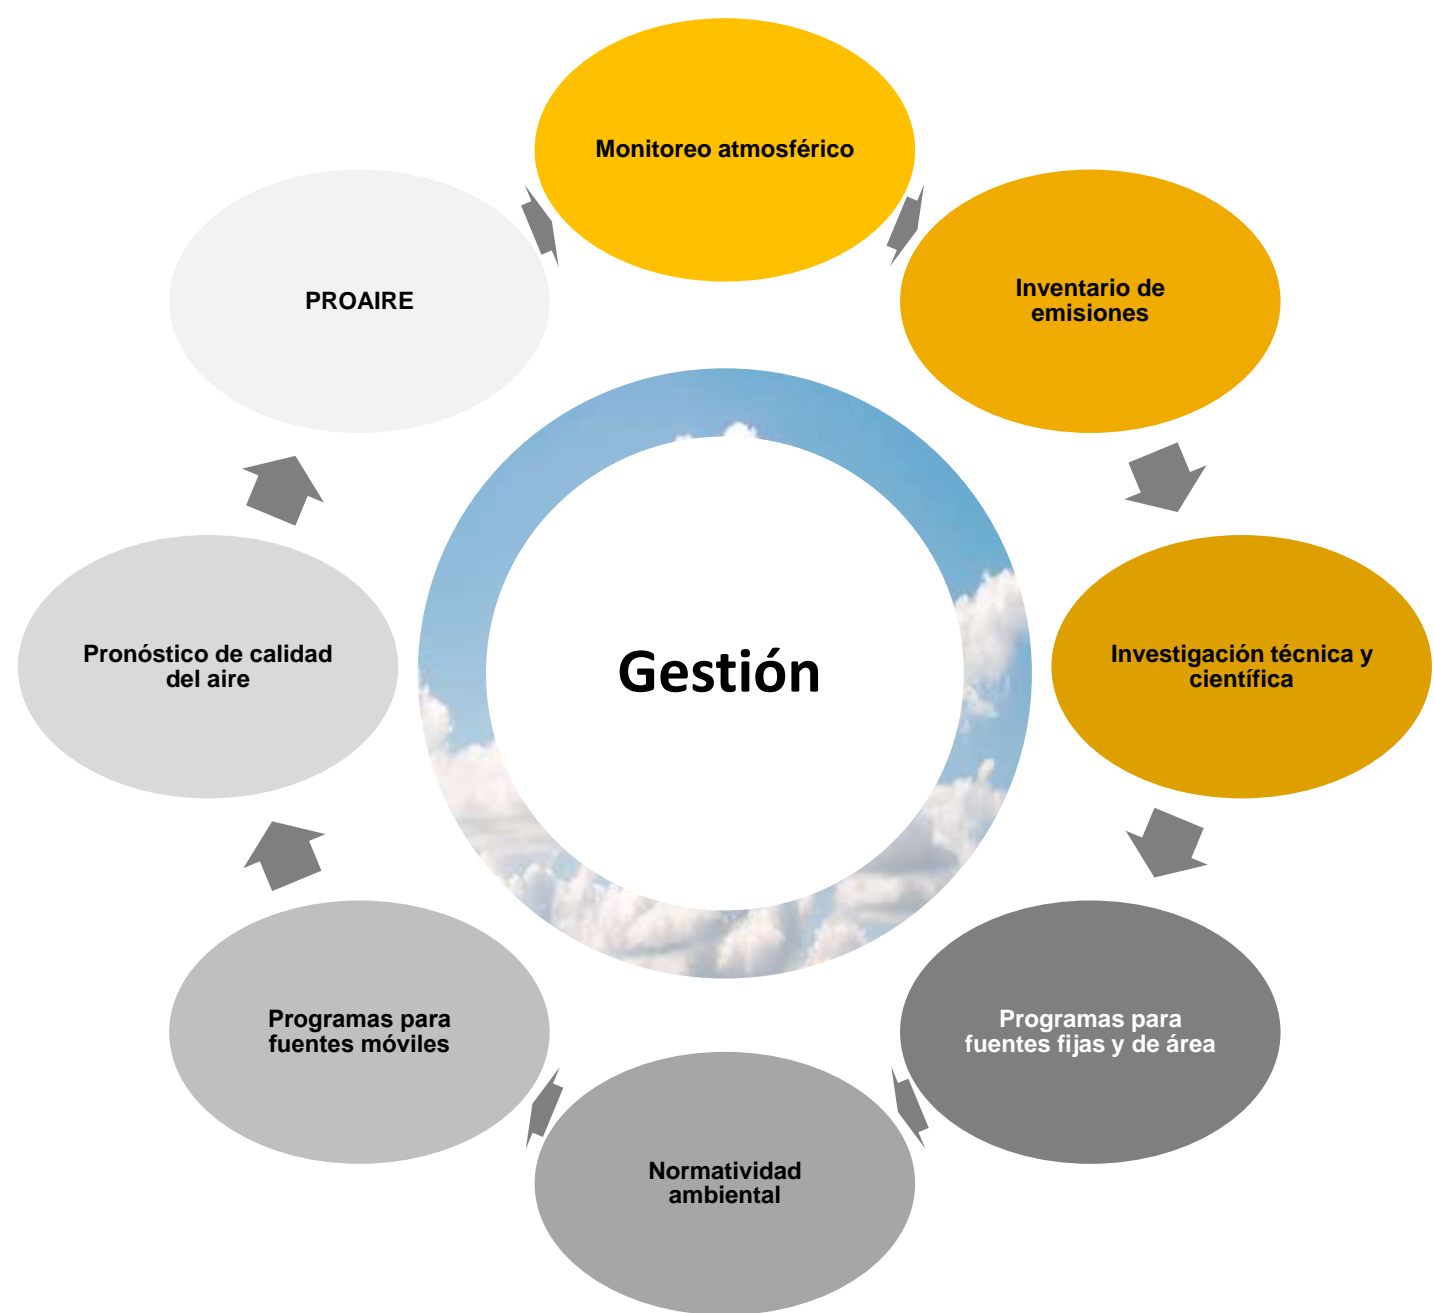 Monitoreo atmosférico
Inventario de
emisiones
Investigación técnica y
científica
Programas para
fuentes fijas y de área
Normatividad
ambiental
Programas para
fuentes móviles
Pronóstico de calidad
del aire
PROAIRE
Gestión